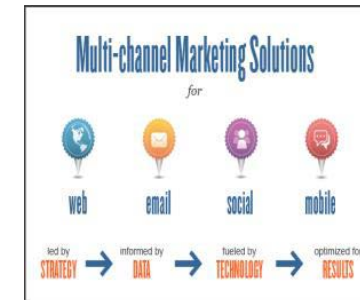 Multi-channel Marketing Solutions
for
web email social mobile
led by informed by fueled by optimized for
STRATEGY DATA TECHNOLOGY RESULTS